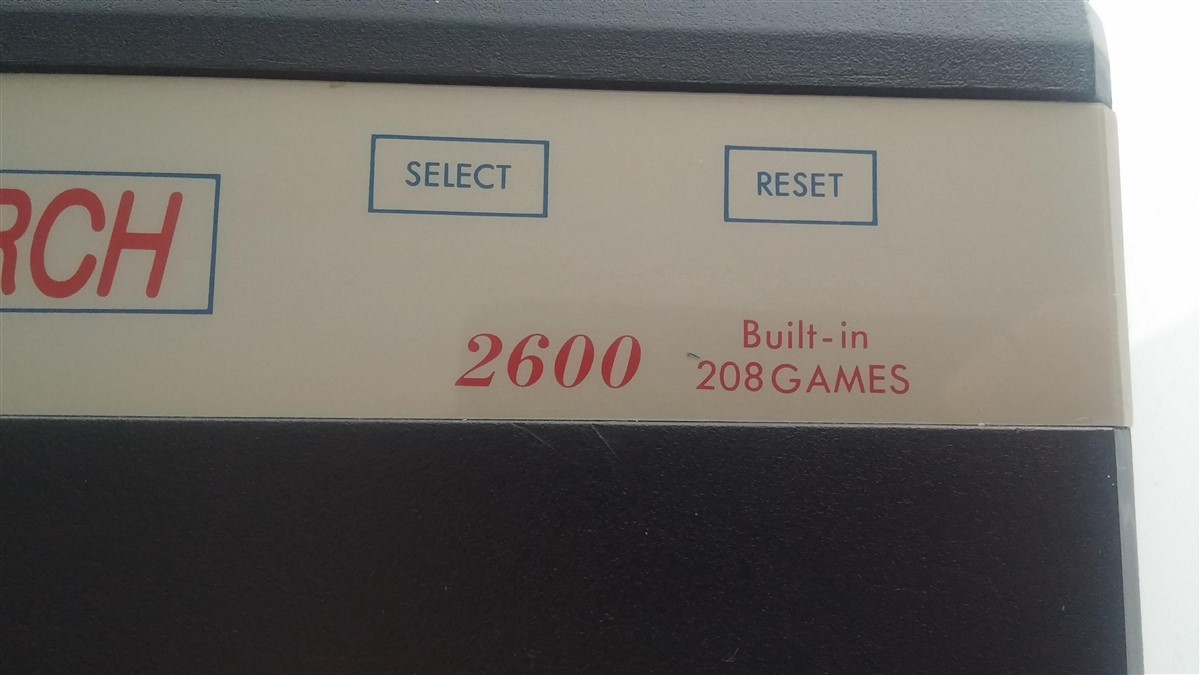 SELECT
RESET
RCH
2600
Built-in
208 GAMES